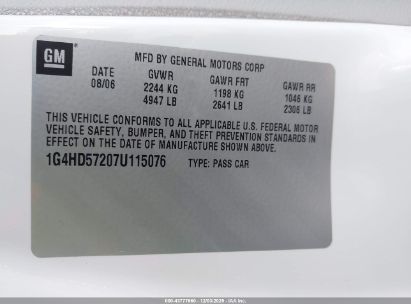 GM
MFD BY GENERAL MOTORS CORP
DATE GVWR GAWR FRT GAWR RR
08/06 2244 KG 1198 KG 1046 KG
4947 LB 2641 LB 2306 LB
THIS VEHICLE CONFORMS TO ALL APPLICABLE U.S. FEDERAL MOTOR
VEHICLE SAFETY, BUMPER, AND THEFT PREVENTION STANDARDS IN
EFFECT ON THE DATE OF MANUFACTURE SHOWN ABOVE.
1G4HD57207U115076 TYPE: PASS CAR